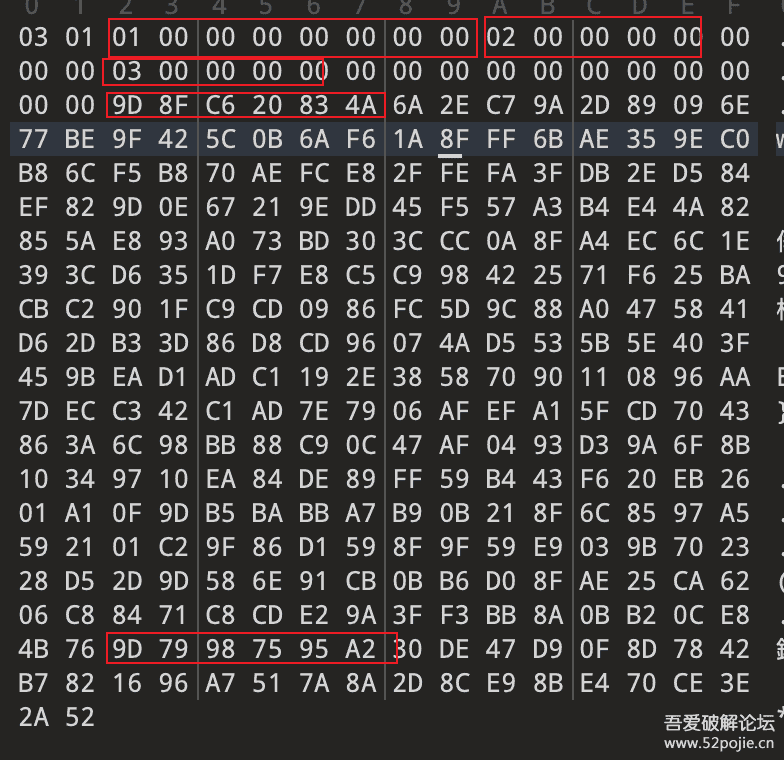 0 1 2 3 4 5 6 7 8 9 A B C D E F
03 01 01 00 00 00 00 00 00 00 02 00 00 00 00 00
00 00 03 00 00 00 00 00 00 00 00 00 00 00 00 00
00 00 9D 8F C6 20 83 4A 6A 2E C7 9A 2D 89 09 6E
77 BE 9F 42 5C 0B 6A F6 1A 8F FF 6B AE 35 9E C0
B8 6C F5 B8 70 AE FC E8 2F FE FA 3F DB 2E D5 84
EF 82 9D 0E 67 21 9E DD 45 F5 57 A3 B4 E4 4A 82
85 5A E8 93 A0 73 BD 30 3C CC 0A 8F A4 EC 6C 1E
39 3C D6 35 1D F7 E8 C5 C9 98 42 25 71 F6 25 BA
CB C2 90 1F C9 CD 09 86 FC 5D 9C 88 A0 47 58 41
D6 2D B3 3D 86 D8 CD 96 07 4A D5 53 5B 5E 40 3F
45 9B EA D1 AD C1 19 2E 38 58 70 90 11 08 96 AA
7D EC C3 42 C1 AD 7E 79 06 AF EF A1 5F CD 70 43
86 3A 6C 98 BB 88 C9 0C 47 AF 04 93 D3 9A 6F 8B
10 34 97 10 EA 84 DE 89 FF 59 B4 43 F6 20 EB 26
01 A1 0F 9D B5 BA BB A7 B9 0B 21 8F 6C 85 97 A5
59 21 01 C2 9F 86 D1 59 8F 9F 59 E9 03 9B 70 23
28 D5 2D 9D 58 6E 91 CB 0B B6 D0 8F AE 25 CA 62
06 C8 84 71 C8 CD E2 9A 3F F3 BB 8A 0B B2 0C E8
4B 76 9D 79 98 75 95 A2 30 DE 47 D9 0F 8D 78 42
B7 82 16 96 A7 51 7A 8A 2D 8C E9 8B E4 70 CE 3E
2A 52
吾爱破解论坛
www.52pojie.cn